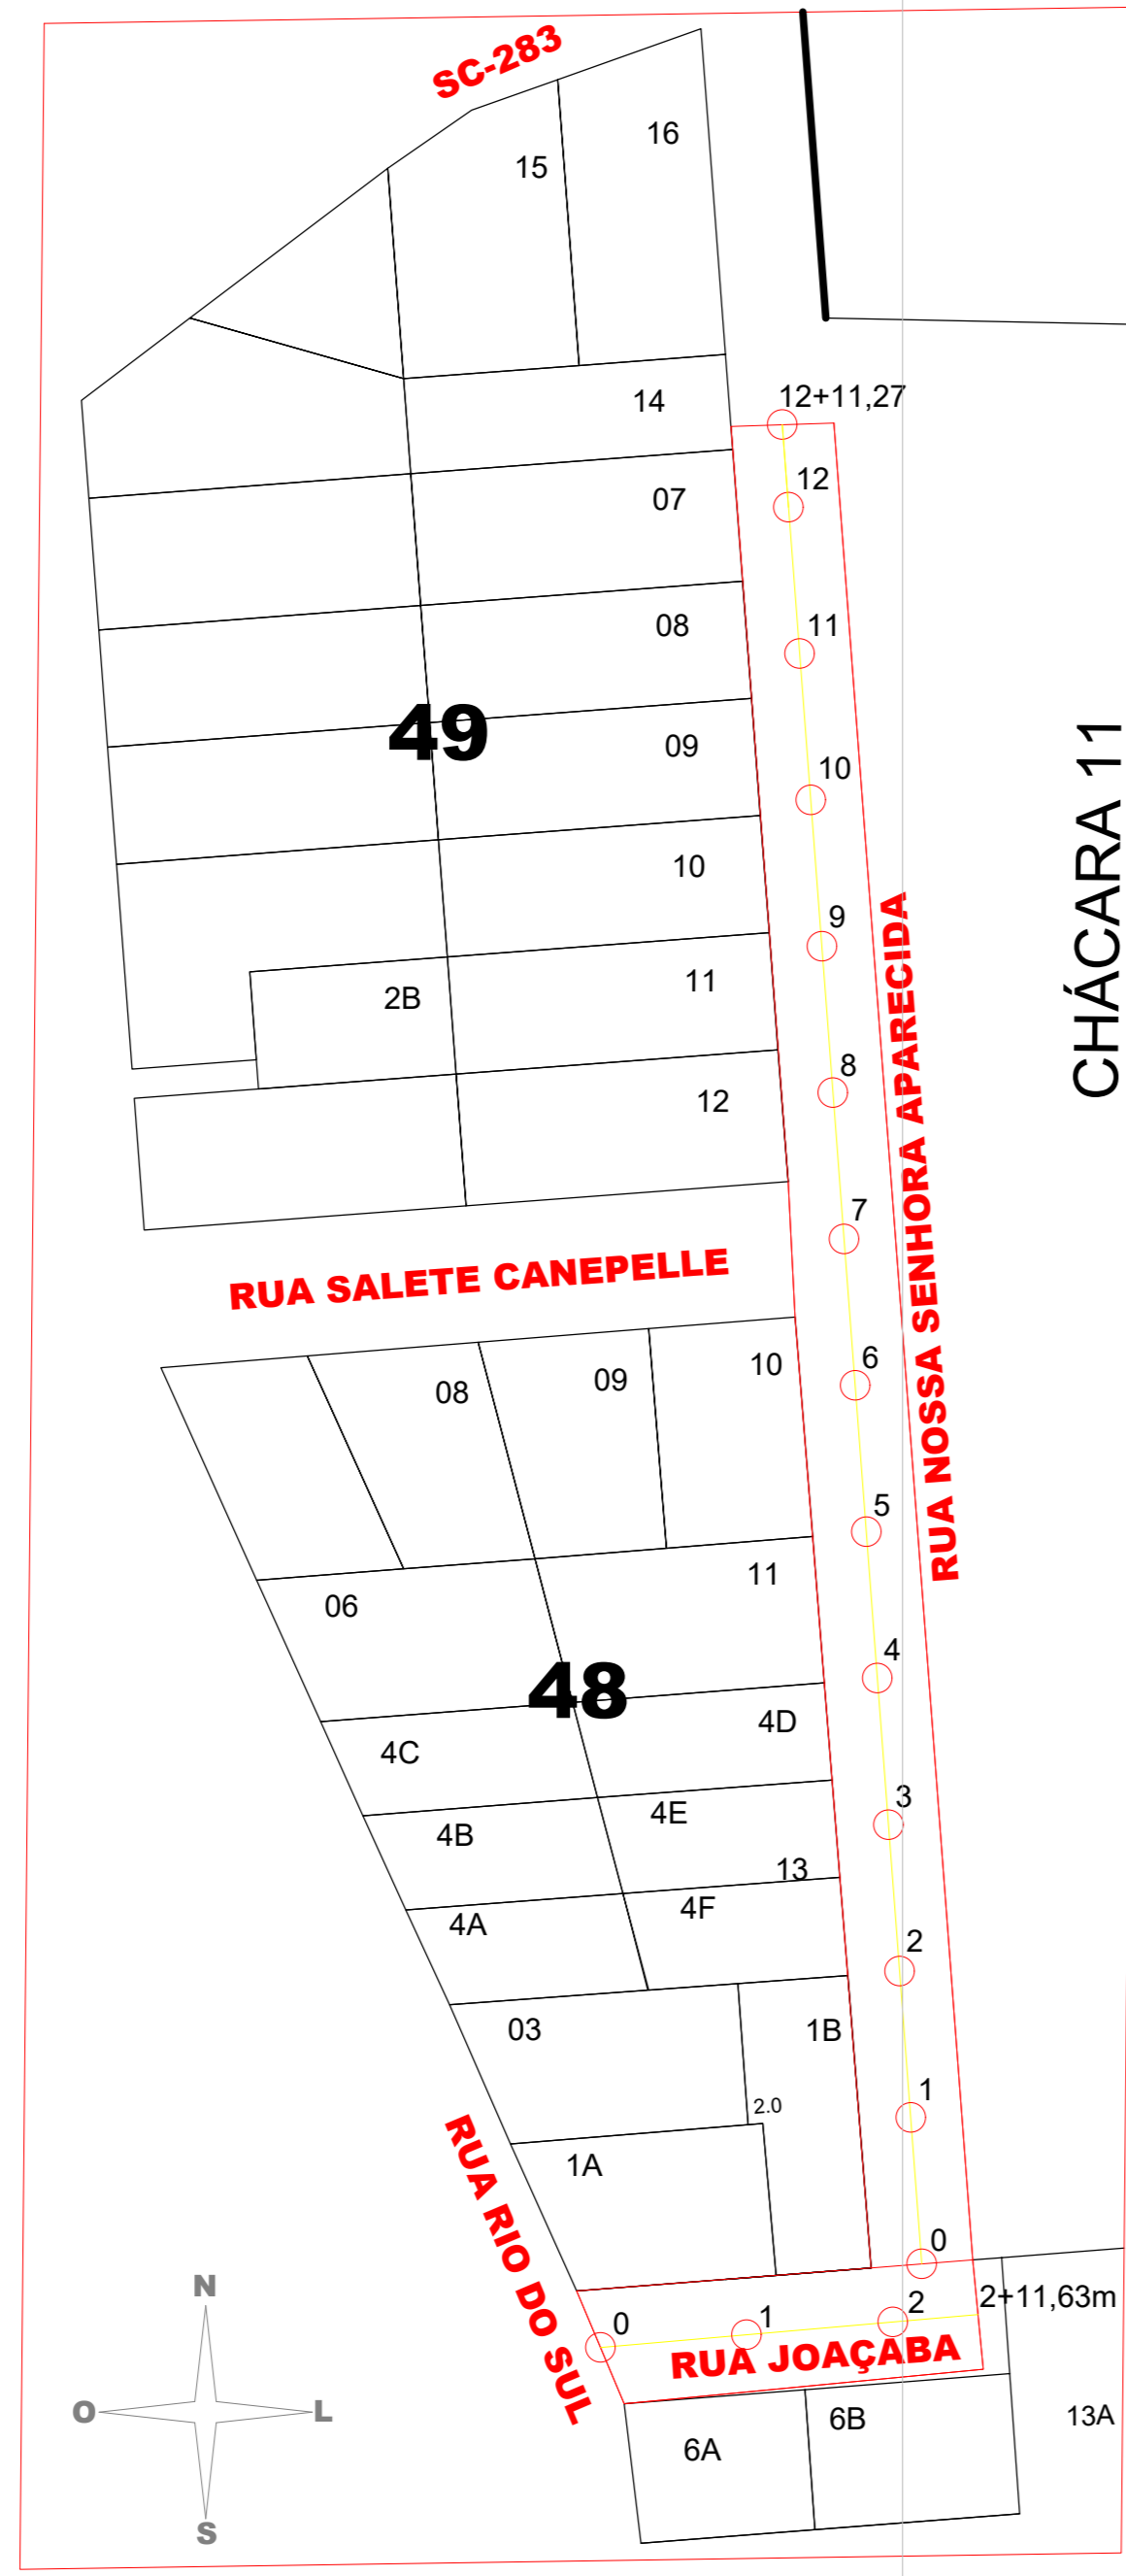 SC-283
16
15
14
12+11,27
12
07
11
08
49
09
10
10
9
CHÁCARA 11
11
2B
8
12
RUA NOSSA SENHORA APARECIDA
7
RUA SALETE CANEPELLE
6
10
09
08
5
11
06
4
48
4D
4C
3
4E
4B
13
4F
4A
2
03
1B
1
2.0
1A
RUA RIO DO SUL
0
N
2+11,63m
2
1
0
RUA JOAÇABA
O
L
13A
6B
6A
S